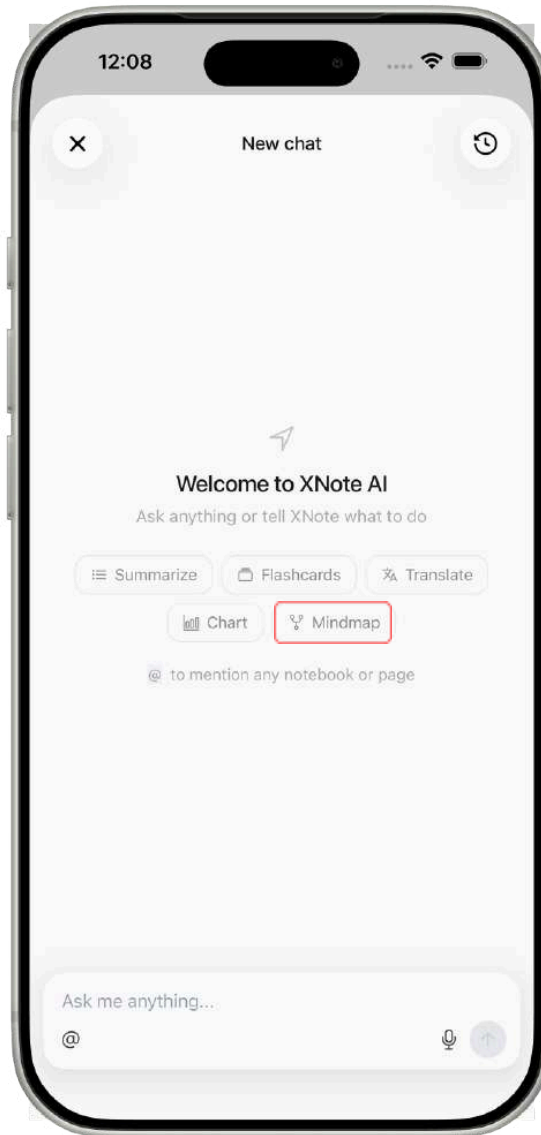 12:08
New chat
Welcome to XNote AI
Ask anything or tell XNote what to do
Summarize Flashcards Translate
Chart Mindmap
@ to mention any notebook or page
Ask me anything...
@